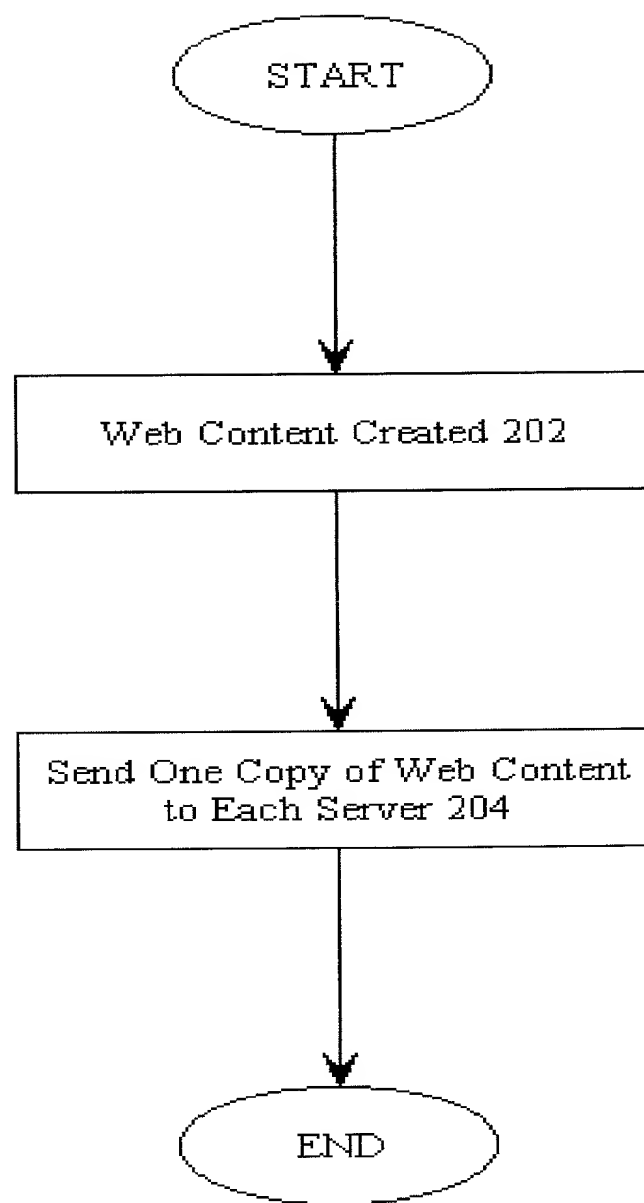 START
Web Content Created 202
Send One Copy of Web Content
to Each Server 204
END